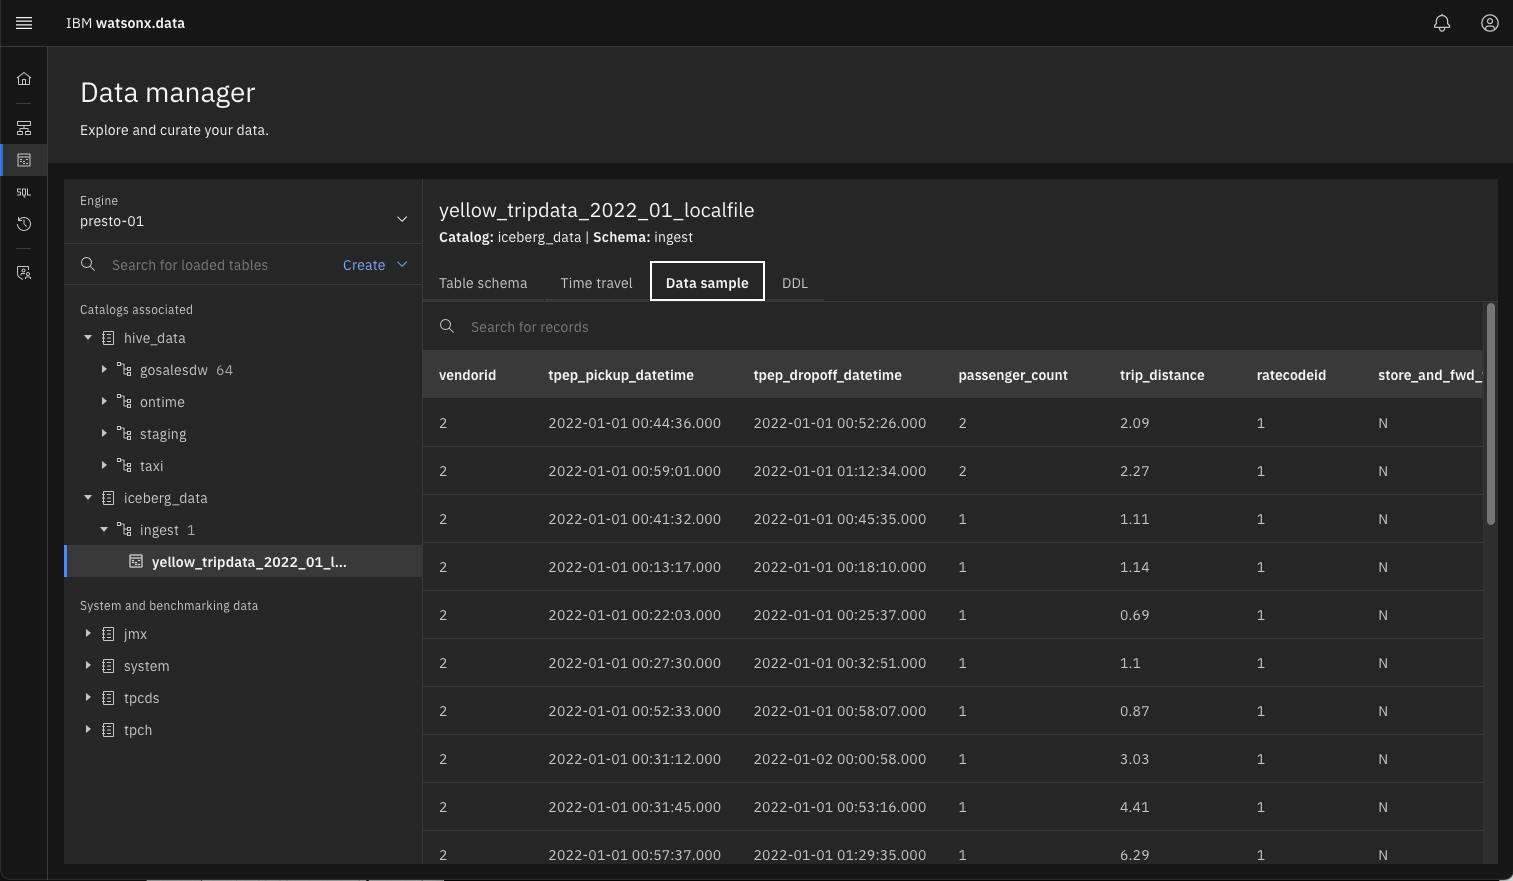 IBM watsonx.data
Data manager
Explore and curate your data.
SQL
Engine
presto-01
Search for loaded tables Create
Catalogs associated
hive_data
gosalesdw 64
ontime
staging
taxi
iceberg_data
ingest 1
yellow_tripdata_2022_01_l...
System and benchmarking data
jmx
system
tpcds
tpch
yellow_tripdata_2022_01_localfile
Catalog: iceberg_data | Schema: ingest
Table schema Time travel Data sample DDL
Search for records
vendorid tpep_pickup_datetime tpep_dropoff_datetime passenger_count trip_distance ratecodeid store_and_fwd_
2 2022-01-01 00:44:36.000 2022-01-01 00:52:26.000 2 2.09 1 N
2 2022-01-01 00:59:01.000 2022-01-01 01:12:34.000 2 2.27 1 N
2 2022-01-01 00:41:32.000 2022-01-01 00:45:35.000 1 1.11 1 N
2 2022-01-01 00:13:17.000 2022-01-01 00:18:10.000 1 1.14 1 N
2 2022-01-01 00:22:03.000 2022-01-01 00:25:37.000 1 0.69 1 N
2 2022-01-01 00:27:30.000 2022-01-01 00:32:51.000 1 1.1 1 N
2 2022-01-01 00:52:33.000 2022-01-01 00:58:07.000 1 0.87 1 N
2 2022-01-01 00:31:12.000 2022-01-02 00:00:58.000 1 3.03 1 N
2 2022-01-01 00:31:45.000 2022-01-01 00:53:16.000 1 4.41 1 N
2 2022-01-01 00:57:37.000 2022-01-01 01:29:35.000 1 6.29 1 N